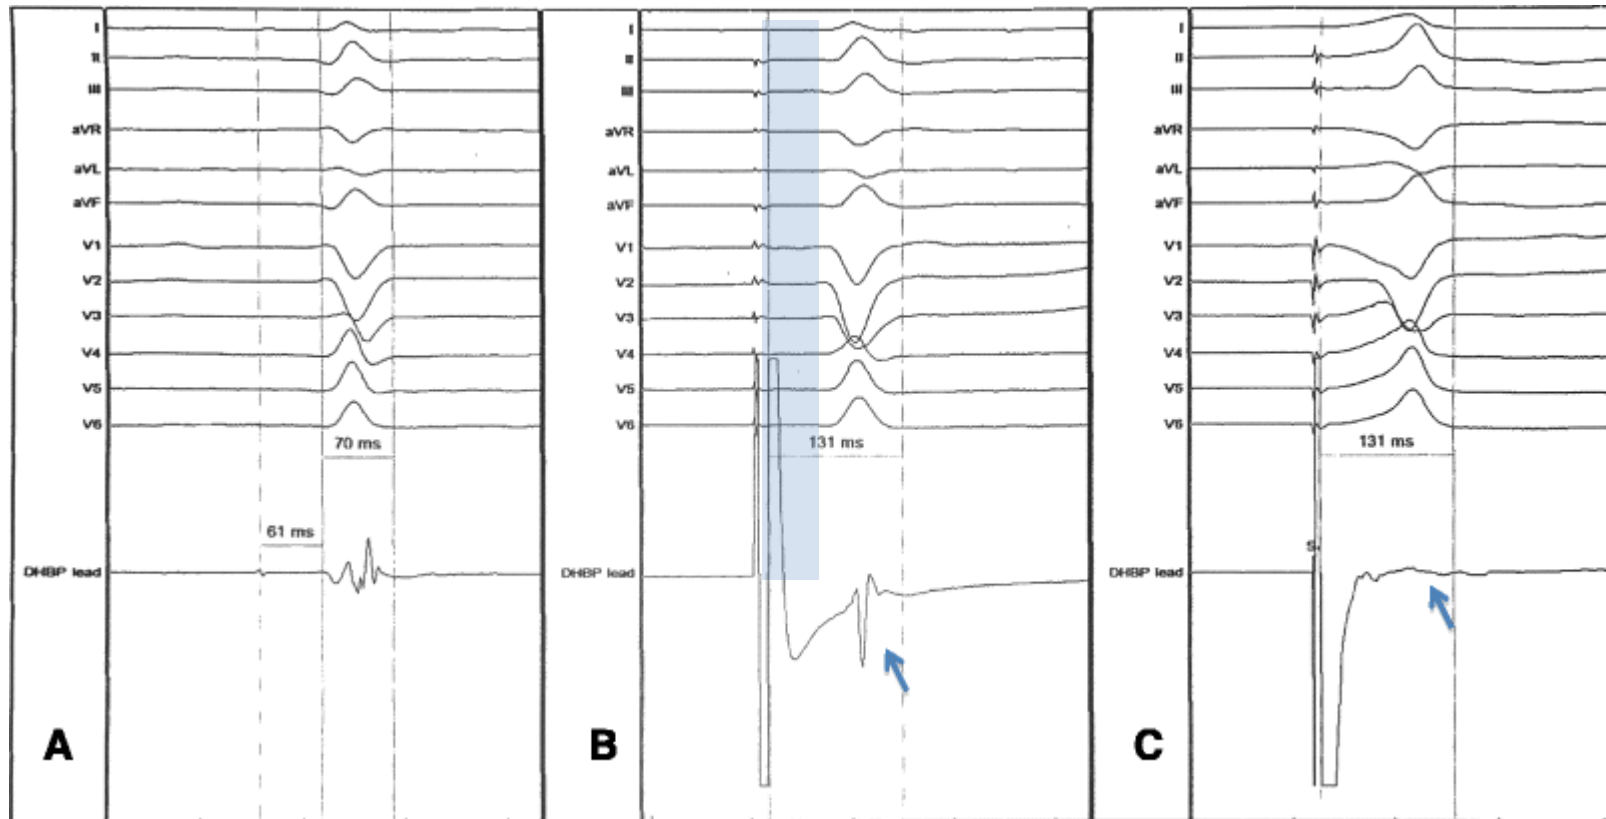 I
II
III
aVR
aVL
aVF
V1
V2
V3
V4
V5
V6
70 ms
61 ms
DHBP lead
A
I
II
III
aVR
aVL
aVF
V1
V2
V3
V4
V5
V6
131 ms
DHBP lead
B
I
II
III
aVR
aVL
aVF
V1
V2
V3
V4
V5
V6
131 ms
S
DHBP lead
C